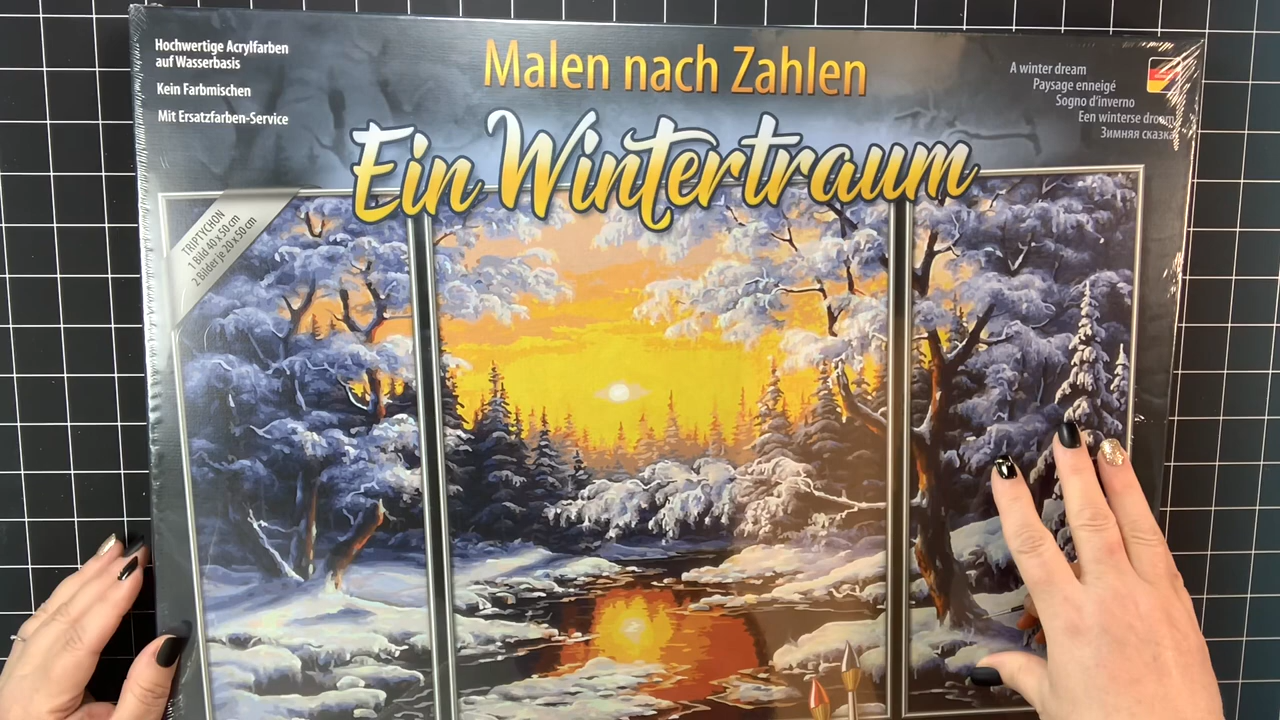 Hochwertige Acrylfarben
auf Wasserbasis
Kein Farbmischen
Mit Ersatzfarben-Service
Malen nach Zahlen
Ein Wintertraum
A winter dream
Paysage enneigé
Sogno d'inverno
Een winterse droom
Зимняя сказка
TRIPTYCHON
1 Bild 40 x 50 cm
2 Bilder je 20 x 50 cm